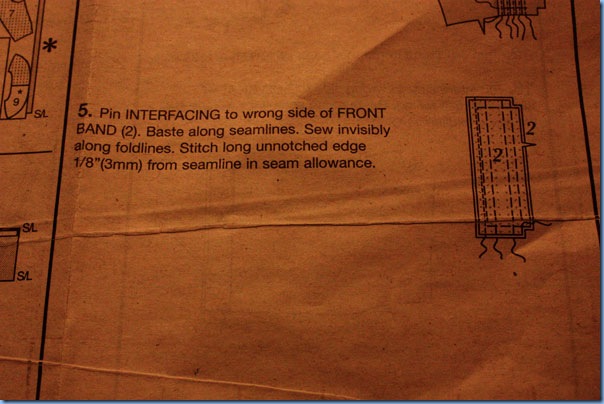 7
*
9
S/L
5. Pin INTERFACING to wrong side of FRONT
BAND (2). Baste along seamlines. Sew invisibly
along foldlines. Stitch long unnotched edge
1/8"(3mm) from seamline in seam allowance.
2
2
S/L
S/L